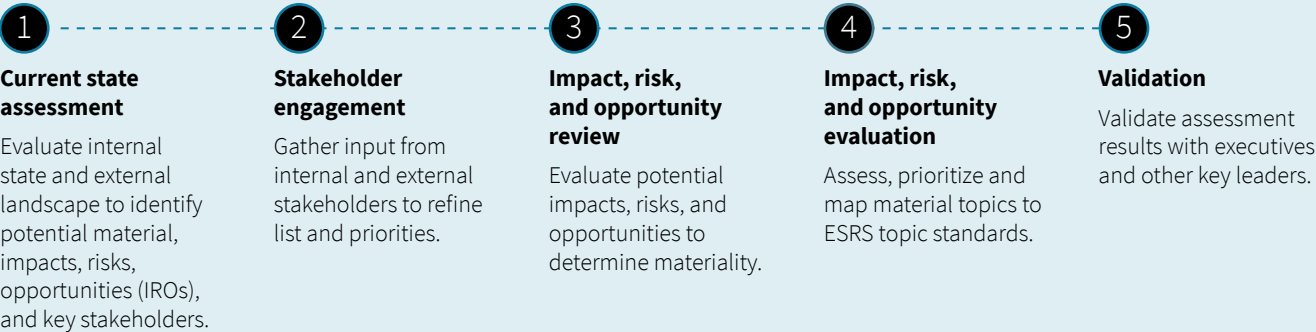 1
Current state
assessment
Evaluate internal
state and external
landscape to identify
potential material,
impacts, risks,
opportunities (IROs),
and key stakeholders.
2
Stakeholder
engagement
Gather input from
internal and external
stakeholders to refine
list and priorities.
3
Impact, risk,
and opportunity
review
Evaluate potential
impacts, risks, and
opportunities to
determine materiality.
4
Impact, risk,
and opportunity
evaluation
Assess, prioritize and
map material topics to
ESRS topic standards.
5
Validation
Validate assessment
results with executives
and other key leaders.